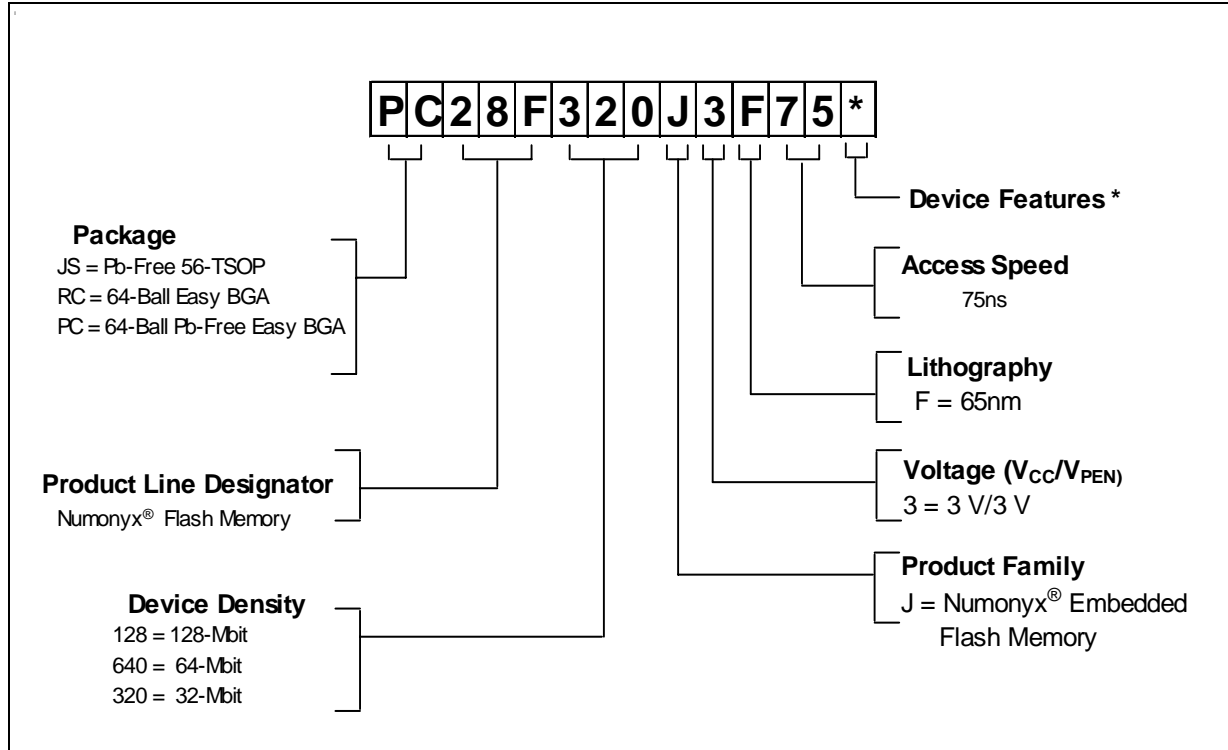 PC28F320J3F75*
Device Features *
Package
JS = Pb-Free 56-TSOP
RC = 64-Ball Easy BGA
PC = 64-Ball Pb-Free Easy BGA
Access Speed
75ns
Lithography
F = 65nm
Product Line Designator
Numonyx® Flash Memory
Voltage (VCC/VPEN)
3 = 3 V/3 V
Product Family
J = Numonyx® Embedded
Flash Memory
Device Density
128 = 128-Mbit
640 = 64-Mbit
320 = 32-Mbit